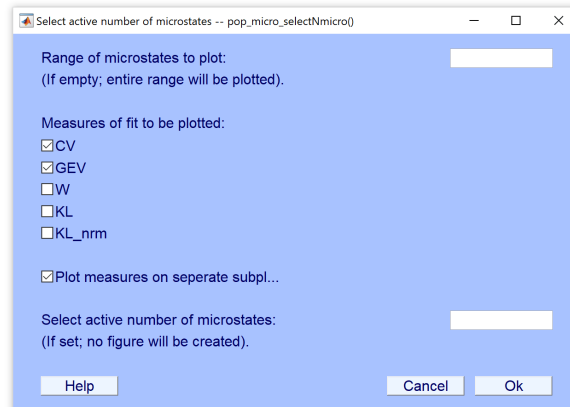 Select active number of microstates -- pop_micro_selectNmicro()
Range of microstates to plot:
(If empty; entire range will be plotted).
Measures of fit to be plotted:
CV
GEV
W
KL
KL_nrm
Plot measures on seperate subpl...
Select active number of microstates:
(If set; no figure will be created).
Help
Cancel
Ok